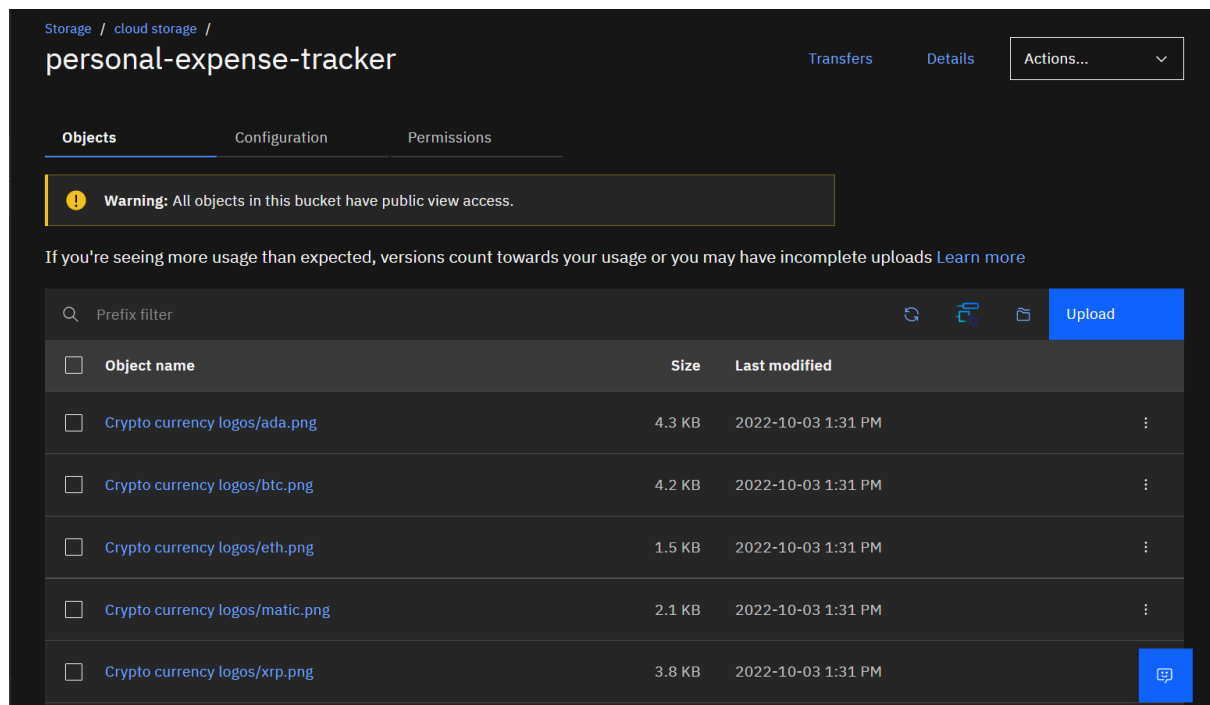 Storage / cloud storage /
personal-expense-tracker
Transfers Details Actions...
Objects Configuration Permissions
Warning: All objects in this bucket have public view access.
If you're seeing more usage than expected, versions count towards your usage or you may have incomplete uploads Learn more
Prefix filter Upload
Object name Size Last modified
Crypto currency logos/ada.png 4.3 KB 2022-10-03 1:31 PM
Crypto currency logos/btc.png 4.2 KB 2022-10-03 1:31 PM
Crypto currency logos/eth.png 1.5 KB 2022-10-03 1:31 PM
Crypto currency logos/matic.png 2.1 KB 2022-10-03 1:31 PM
Crypto currency logos/xrp.png 3.8 KB 2022-10-03 1:31 PM